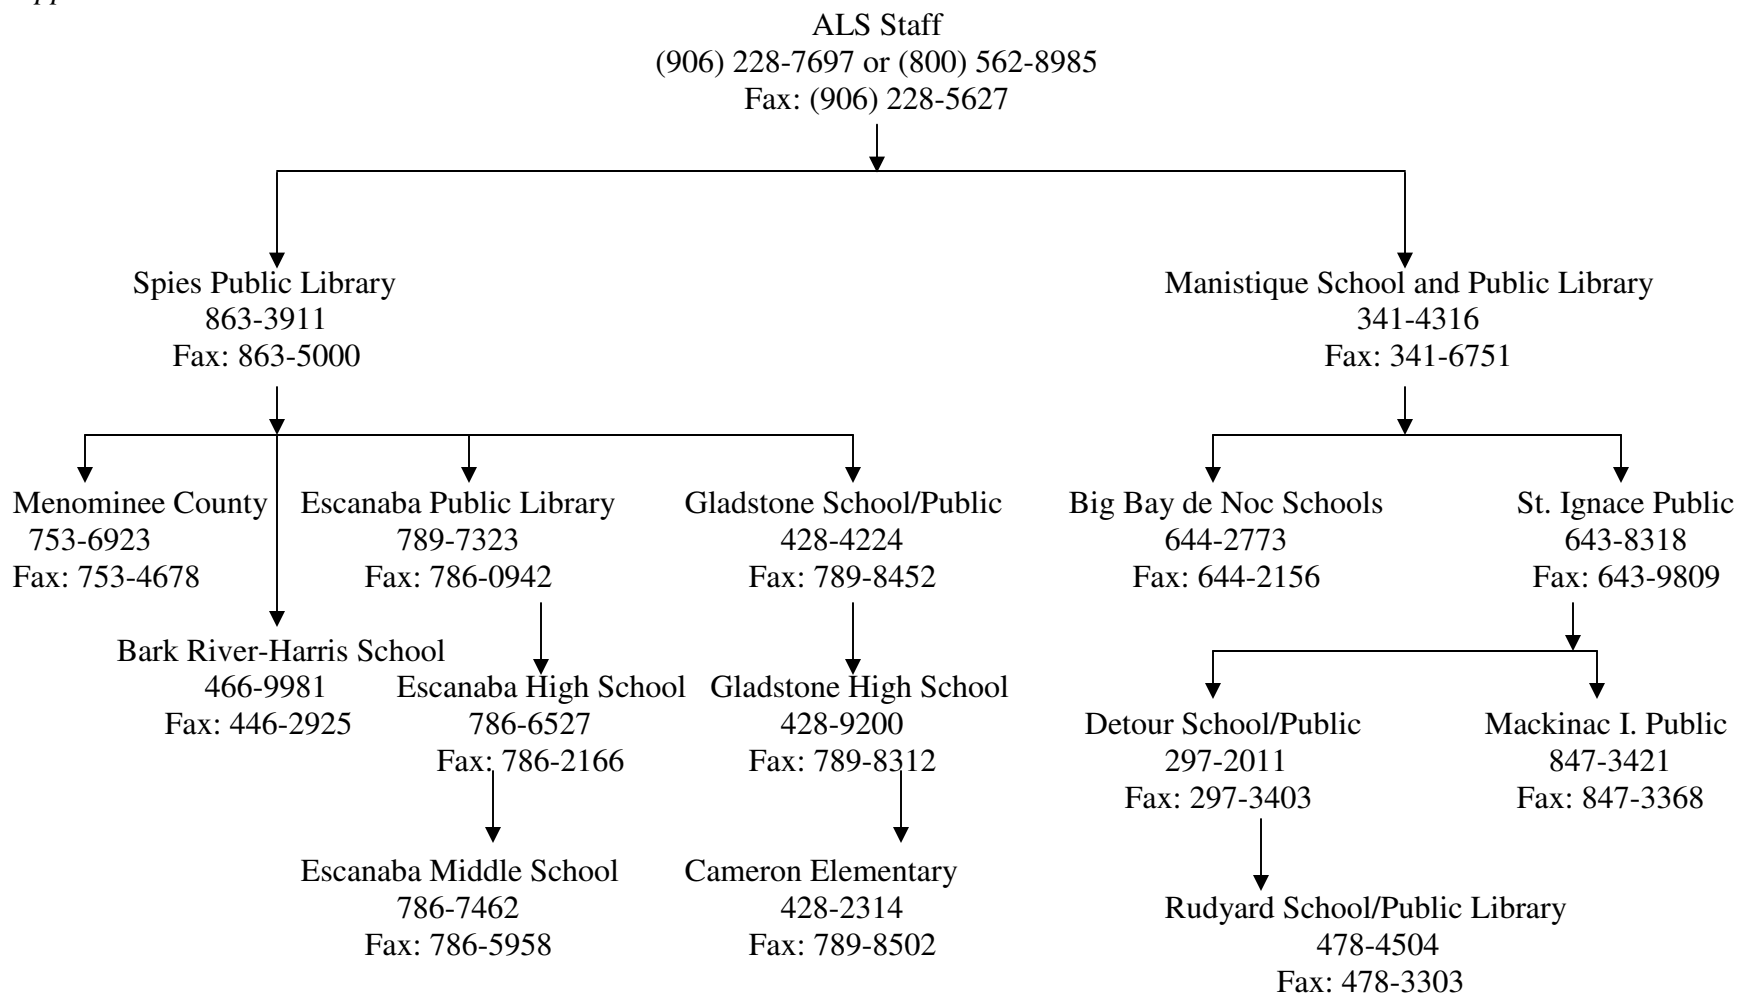 ALS Staff
(906) 228-7697 or (800) 562-8985
Fax: (906) 228-5627
Spies Public Library
863-3911
Fax: 863-5000
Manistique School and Public Library
341-4316
Fax: 341-6751
Menominee County
753-6923
Fax: 753-4678
Escanaba Public Library
789-7323
Fax: 786-0942
Gladstone School/Public
428-4224
Fax: 789-8452
Big Bay de Noc Schools
644-2773
Fax: 644-2156
St. Ignace Public
643-8318
Fax: 643-9809
Bark River-Harris School
466-9981
Fax: 446-2925
Escanaba High School
786-6527
Fax: 786-2166
Gladstone High School
428-9200
Fax: 789-8312
Detour School/Public
297-2011
Fax: 297-3403
Mackinac I. Public
847-3421
Fax: 847-3368
Escanaba Middle School
786-7462
Fax: 786-5958
Cameron Elementary
428-2314
Fax: 789-8502
Rudyard School/Public Library
478-4504
Fax: 478-3303